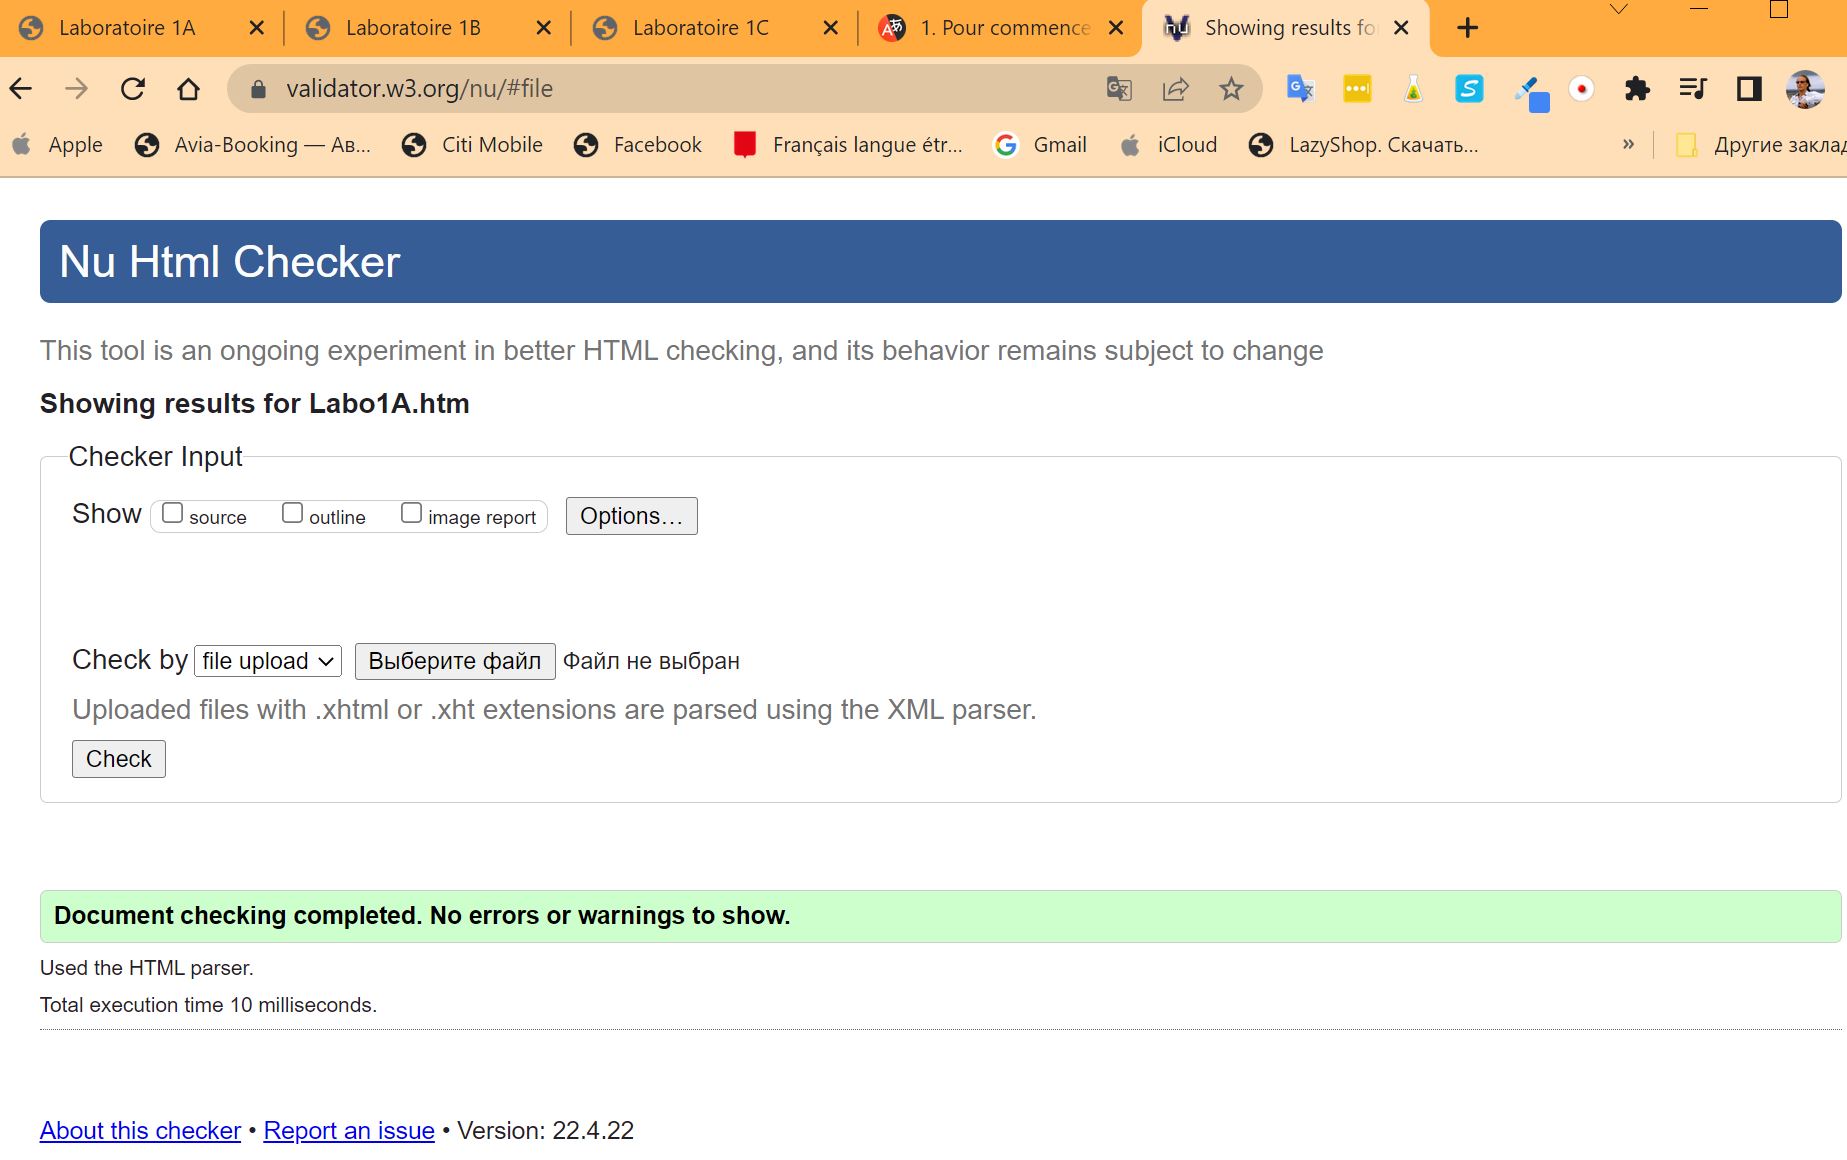 Laboratoire 1A
Laboratoire 1B
Laboratoire 1C
1. Pour commence
Showing results fo
validator.w3.org/nu/#file
Apple
Avia-Booking — Ав...
Citi Mobile
Facebook
Français langue étr...
Gmail
iCloud
LazyShop. Скачать...
»
Другие заклад
Nu Html Checker
This tool is an ongoing experiment in better HTML checking, and its behavior remains subject to change
Showing results for Labo1A.htm
Checker Input
Show source outline image report Options...
Check by file upload Выберите файл Файл не выбран
Uploaded files with .xhtml or .xht extensions are parsed using the XML parser.
Check
Document checking completed. No errors or warnings to show.
Used the HTML parser.
Total execution time 10 milliseconds.
About this checker • Report an issue • Version: 22.4.22